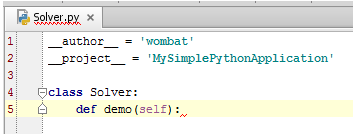 Solver.py
1 __author__ = 'wombat'
2 __project__ = 'MySimplePythonApplication'
3
4 class Solver:
5 def demo(self):